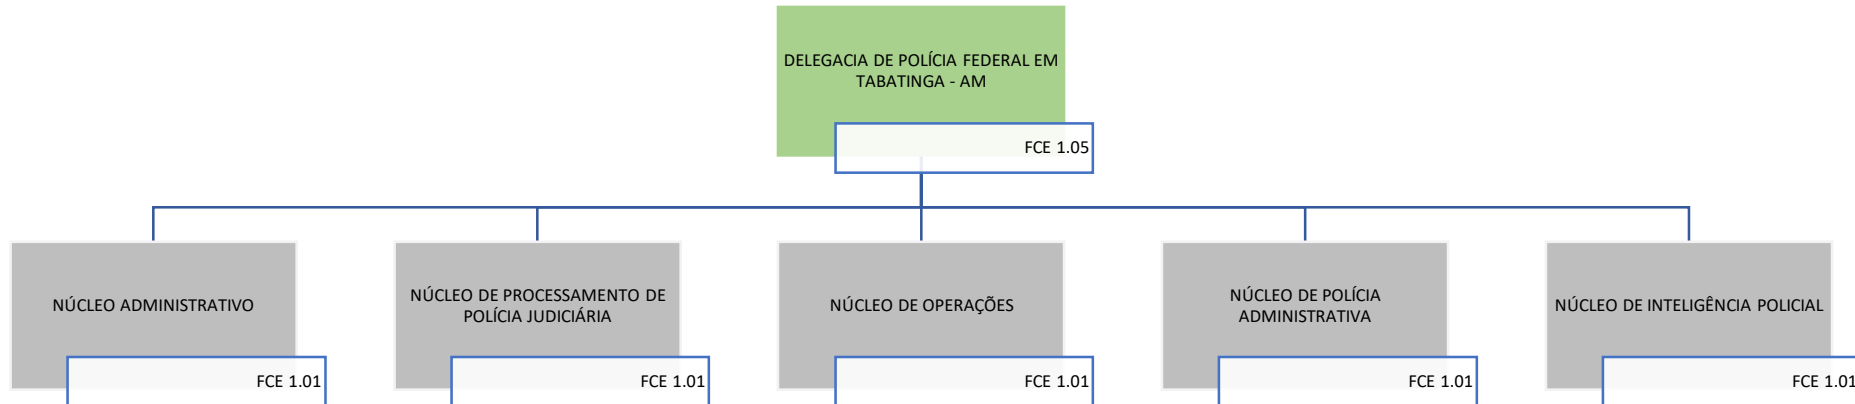 DELEGACIA DE POLÍCIA FEDERAL EM
TABATINGA - AM
FCE 1.05
NÚCLEO ADMINISTRATIVO
FCE 1.01
NÚCLEO DE PROCESSAMENTO DE
POLÍCIA JUDICIÁRIA
FCE 1.01
NÚCLEO DE OPERAÇÕES
FCE 1.01
NÚCLEO DE POLÍCIA
ADMINISTRATIVA
FCE 1.01
NÚCLEO DE INTELIGÊNCIA POLICIAL
FCE 1.01